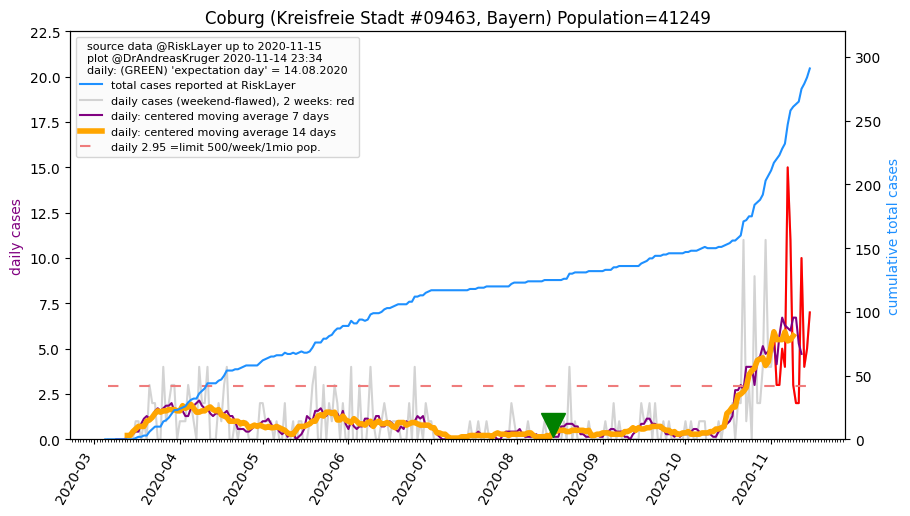 Coburg (Kreisfreie Stadt #09463, Bayern) Population=41249
source data @RiskLayer up to 2020-11-15
plot @DrAndreasKruger 2020-11-14 23:34
daily: (GREEN) 'expectation day' = 14.08.2020
total cases reported at RiskLayer
daily cases (weekend-flawed), 2 weeks: red
daily: centered moving average 7 days
daily: centered moving average 14 days
daily 2.95 =limit 500/week/1mio pop.
daily cases
22.5
20.0
17.5
15.0
12.5
10.0
7.5
5.0
2.5
0.0
300
250
200
150
100
50
0
cumulative total cases
2020-03
2020-04
2020-05
2020-06
2020-07
2020-08
2020-09
2020-10
2020-11